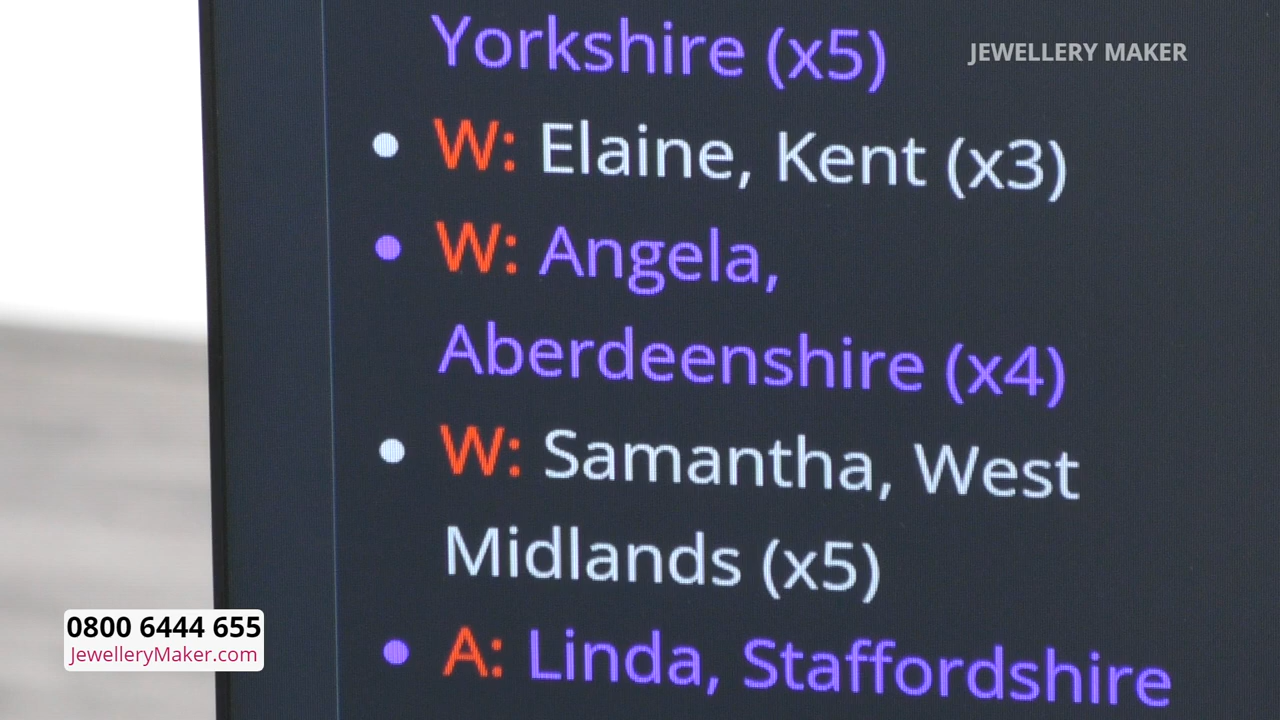 Yorkshire (x5)
JEWELLERY MAKER
• W: Elaine, Kent (x3)
• W: Angela,
Aberdeenshire (x4)
• W: Samantha, West
Midlands (x5)
• A: Linda, Staffordshire
0800 6444 655
JewelleryMaker.com